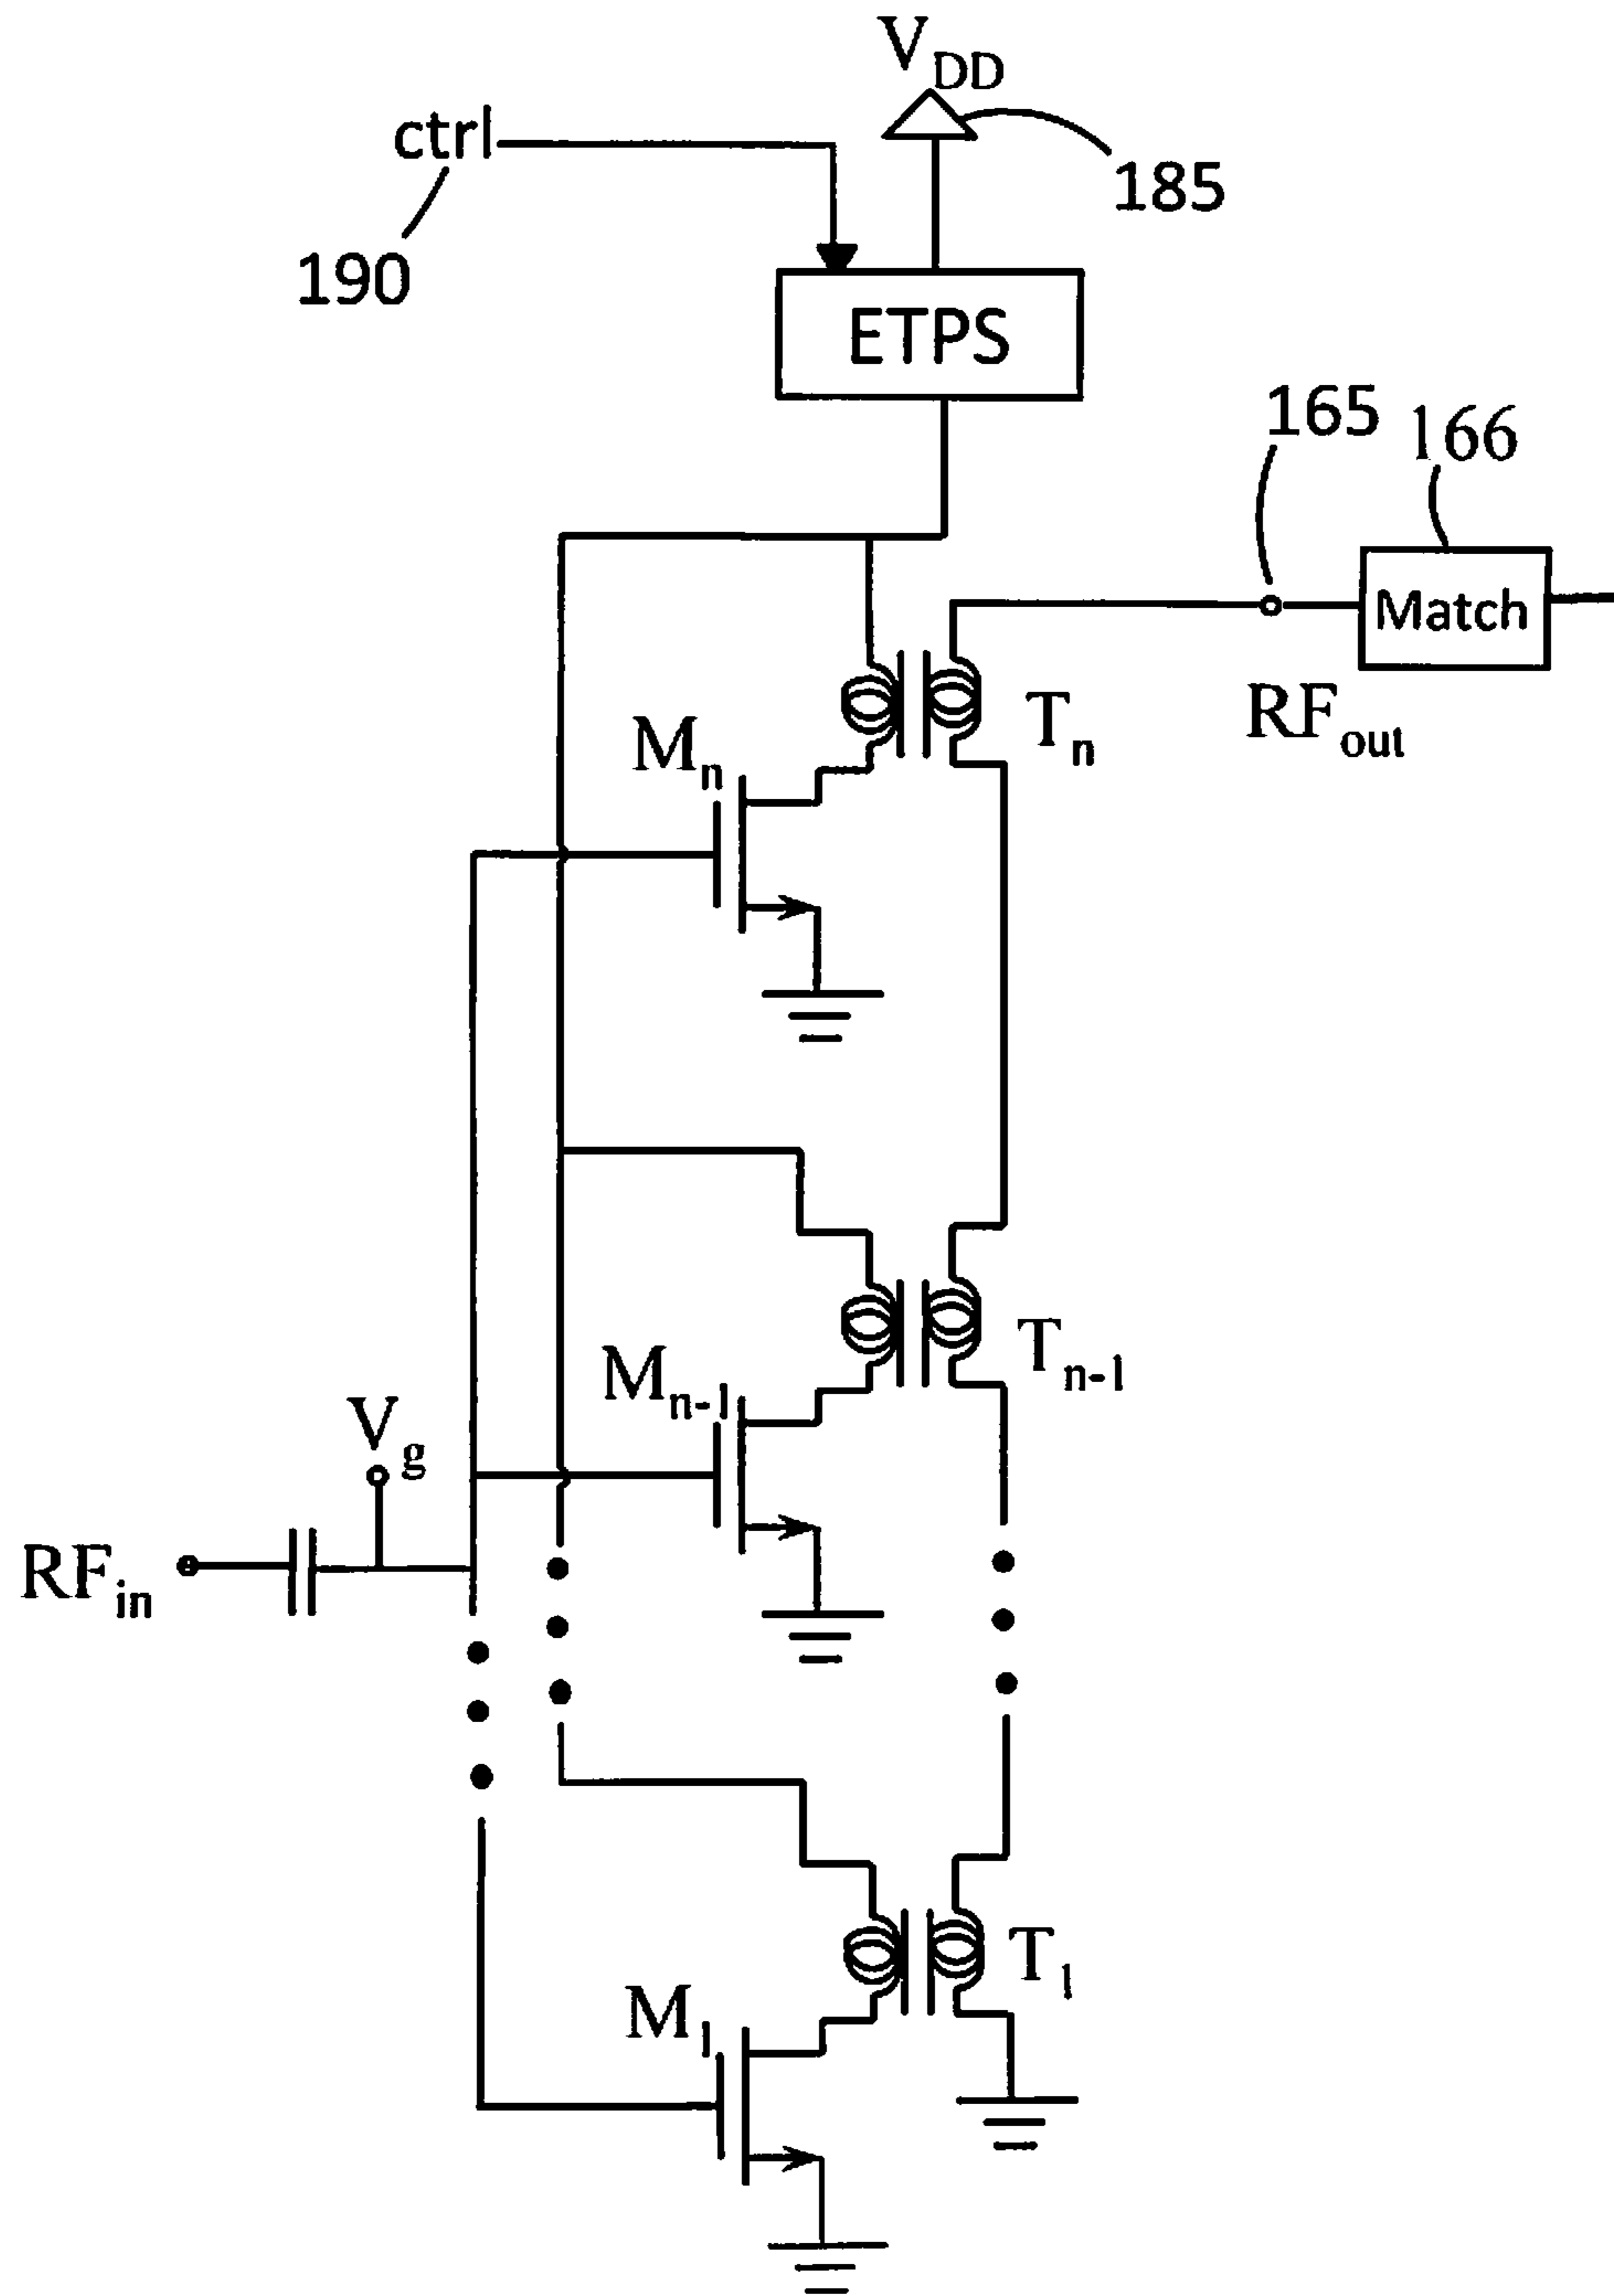 V_DD
ctrl
185
190
ETPS
165
166
Match
RF_out
T_n
M_n
T_n-1
M_n-1
V_g
RF_in
T_1
M_1